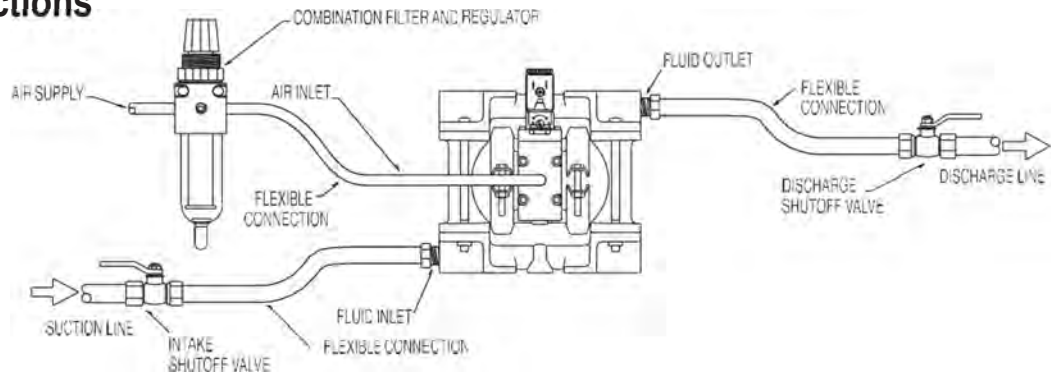 ctions
COMBINATION FILTER AND REGULATOR
AIR SUPPLY
AIR INLET
FLUID OUTLET
FLEXIBLE
CONNECTION
FLEXIBLE
CONNECTION
DISCHARGE
SHUTOFF VALVE
DISCHARGE LINE
SUCTION LINE
INTAKE
SHUTOFF VALVE
FLUID INLET
FLEXIBLE CONNECTION